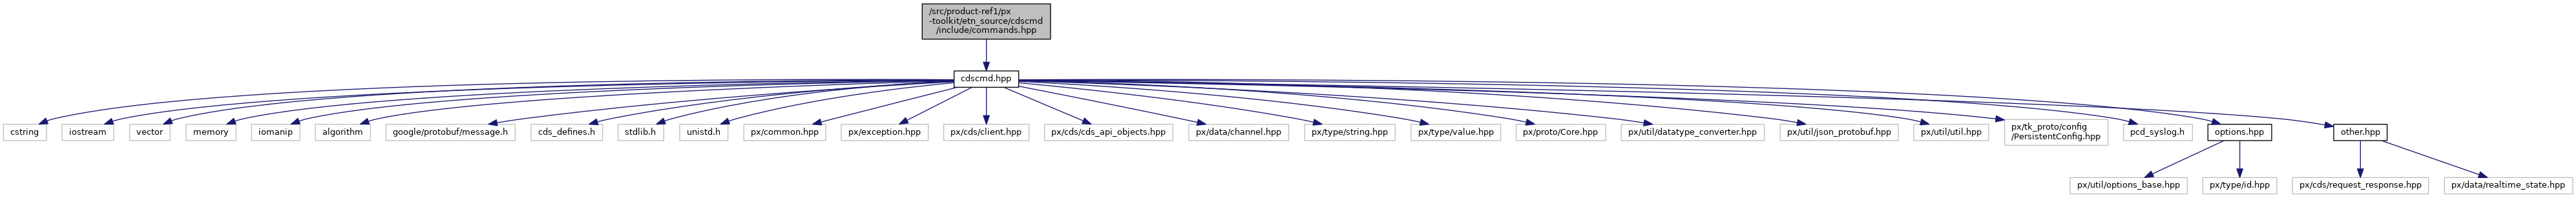 /src/product-ref1/px
-toolkit/etn_source/cdscmd
/include/commands.hpp
cdscmd.hpp
cstring
iostream
vector
memory
iomanip
algorithm
google/protobuf/message.h
cds_defines.h
stdlib.h
unistd.h
px/common.hpp
px/exception.hpp
px/cds/client.hpp
px/cds/cds_api_objects.hpp
px/data/channel.hpp
px/type/string.hpp
px/type/value.hpp
px/proto/Core.hpp
px/util/datatype_converter.hpp
px/util/json_protobuf.hpp
px/util/util.hpp
px/tk_proto/config
/PersistentConfig.hpp
pcd_syslog.h
options.hpp
other.hpp
px/util/options_base.hpp
px/type/id.hpp
px/cds/request_response.hpp
px/data/realtime_state.hpp